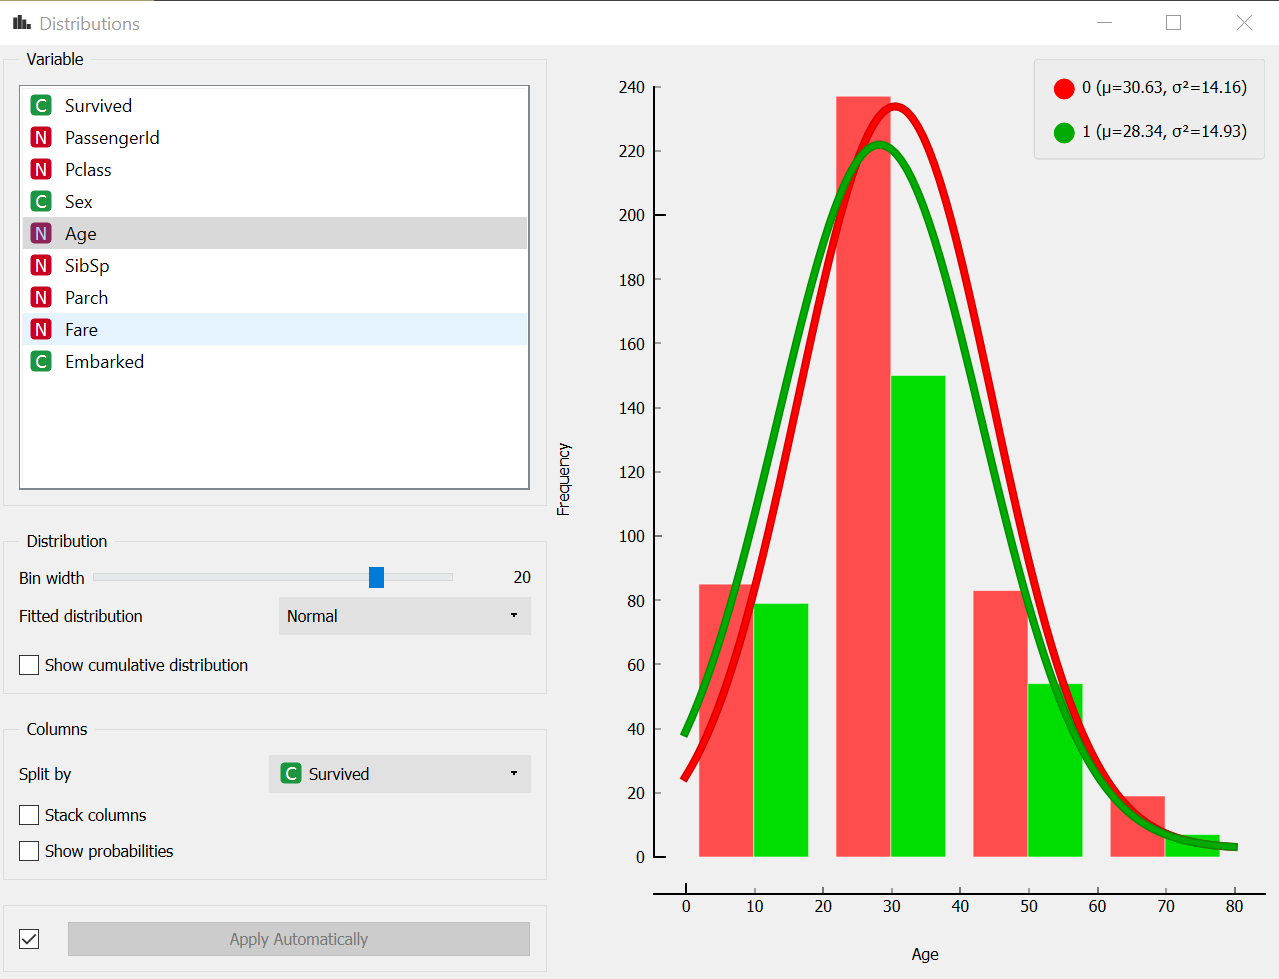 Distributions
Variable
C Survived
N PassengerId
N Pclass
C Sex
N Age
N SibSp
N Parch
N Fare
C Embarked
Distribution
Bin width 20
Fitted distribution Normal
Show cumulative distribution
Columns
Split by C Survived
Stack columns
Show probabilities
Apply Automatically
0 (μ=30.63, σ²=14.16)
1 (μ=28.34, σ²=14.93)
240
220
200
180
160
140
120
100
80
60
40
20
0
Frequency
0 10 20 30 40 50 60 70 80
Age